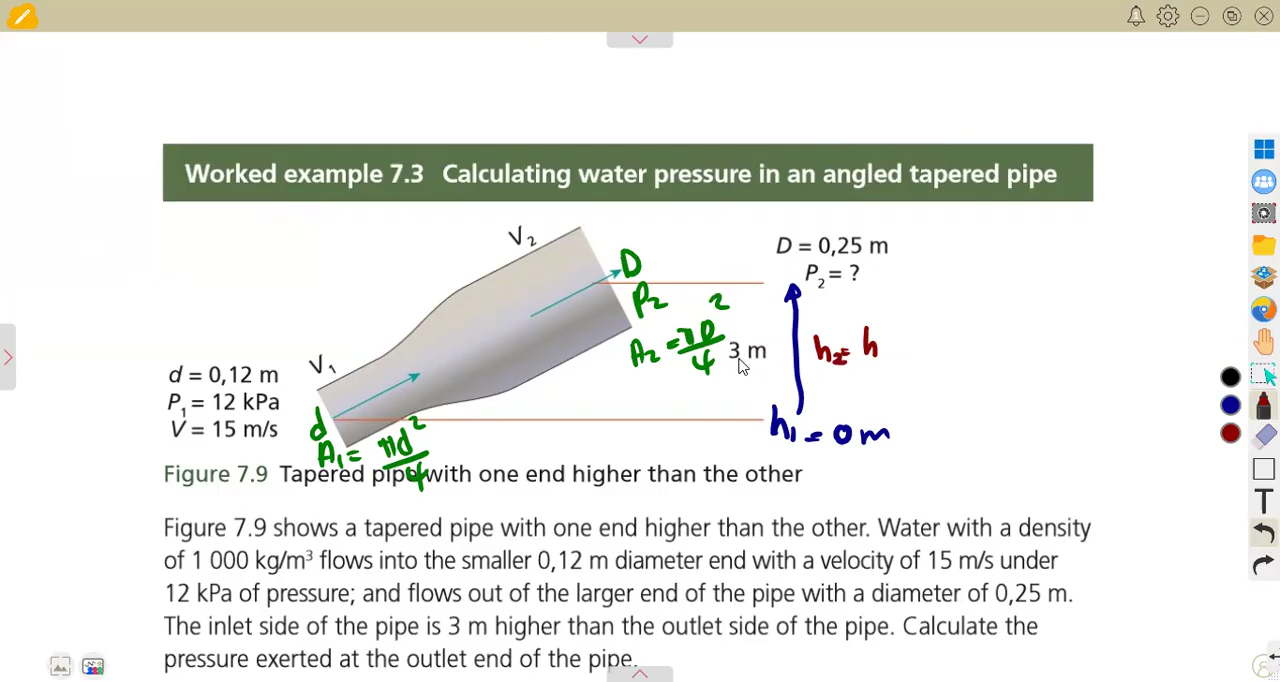 Worked example 7.3 Calculating water pressure in an angled tapered pipe
V₂
D = 0,25 m
P₂ = ?
D
P₂
A₂ = πD²/4
3 m
h₂ = h
V₁
d = 0,12 m
P₁ = 12 kPa
V = 15 m/s
d
A₁ = πd²/4
h₁ = 0m
Figure 7.9 Tapered pipe with one end higher than the other
Figure 7.9 shows a tapered pipe with one end higher than the other. Water with a density
of 1 000 kg/m³ flows into the smaller 0,12 m diameter end with a velocity of 15 m/s under
12 kPa of pressure; and flows out of the larger end of the pipe with a diameter of 0,25 m.
The inlet side of the pipe is 3 m higher than the outlet side of the pipe. Calculate the
pressure exerted at the outlet end of the pipe.
T